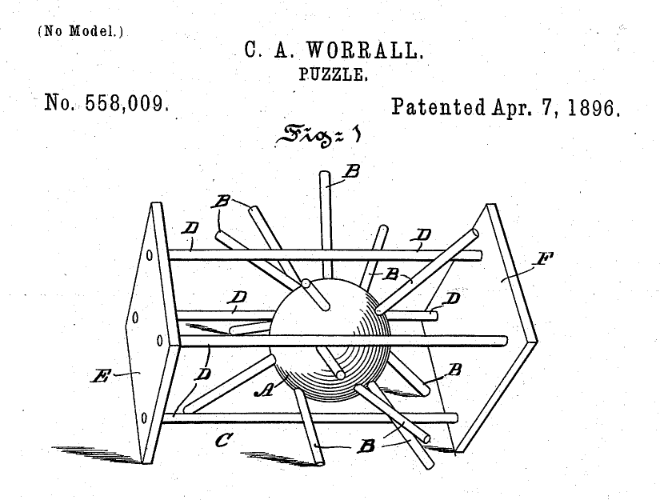 (No Model.)
C. A. WORRALL.
PUZZLE.
No. 558,009.
Patented Apr. 7, 1896.
Fig: 1
B
B
D
D
B
F
D
D
E
D
A
B
C
B